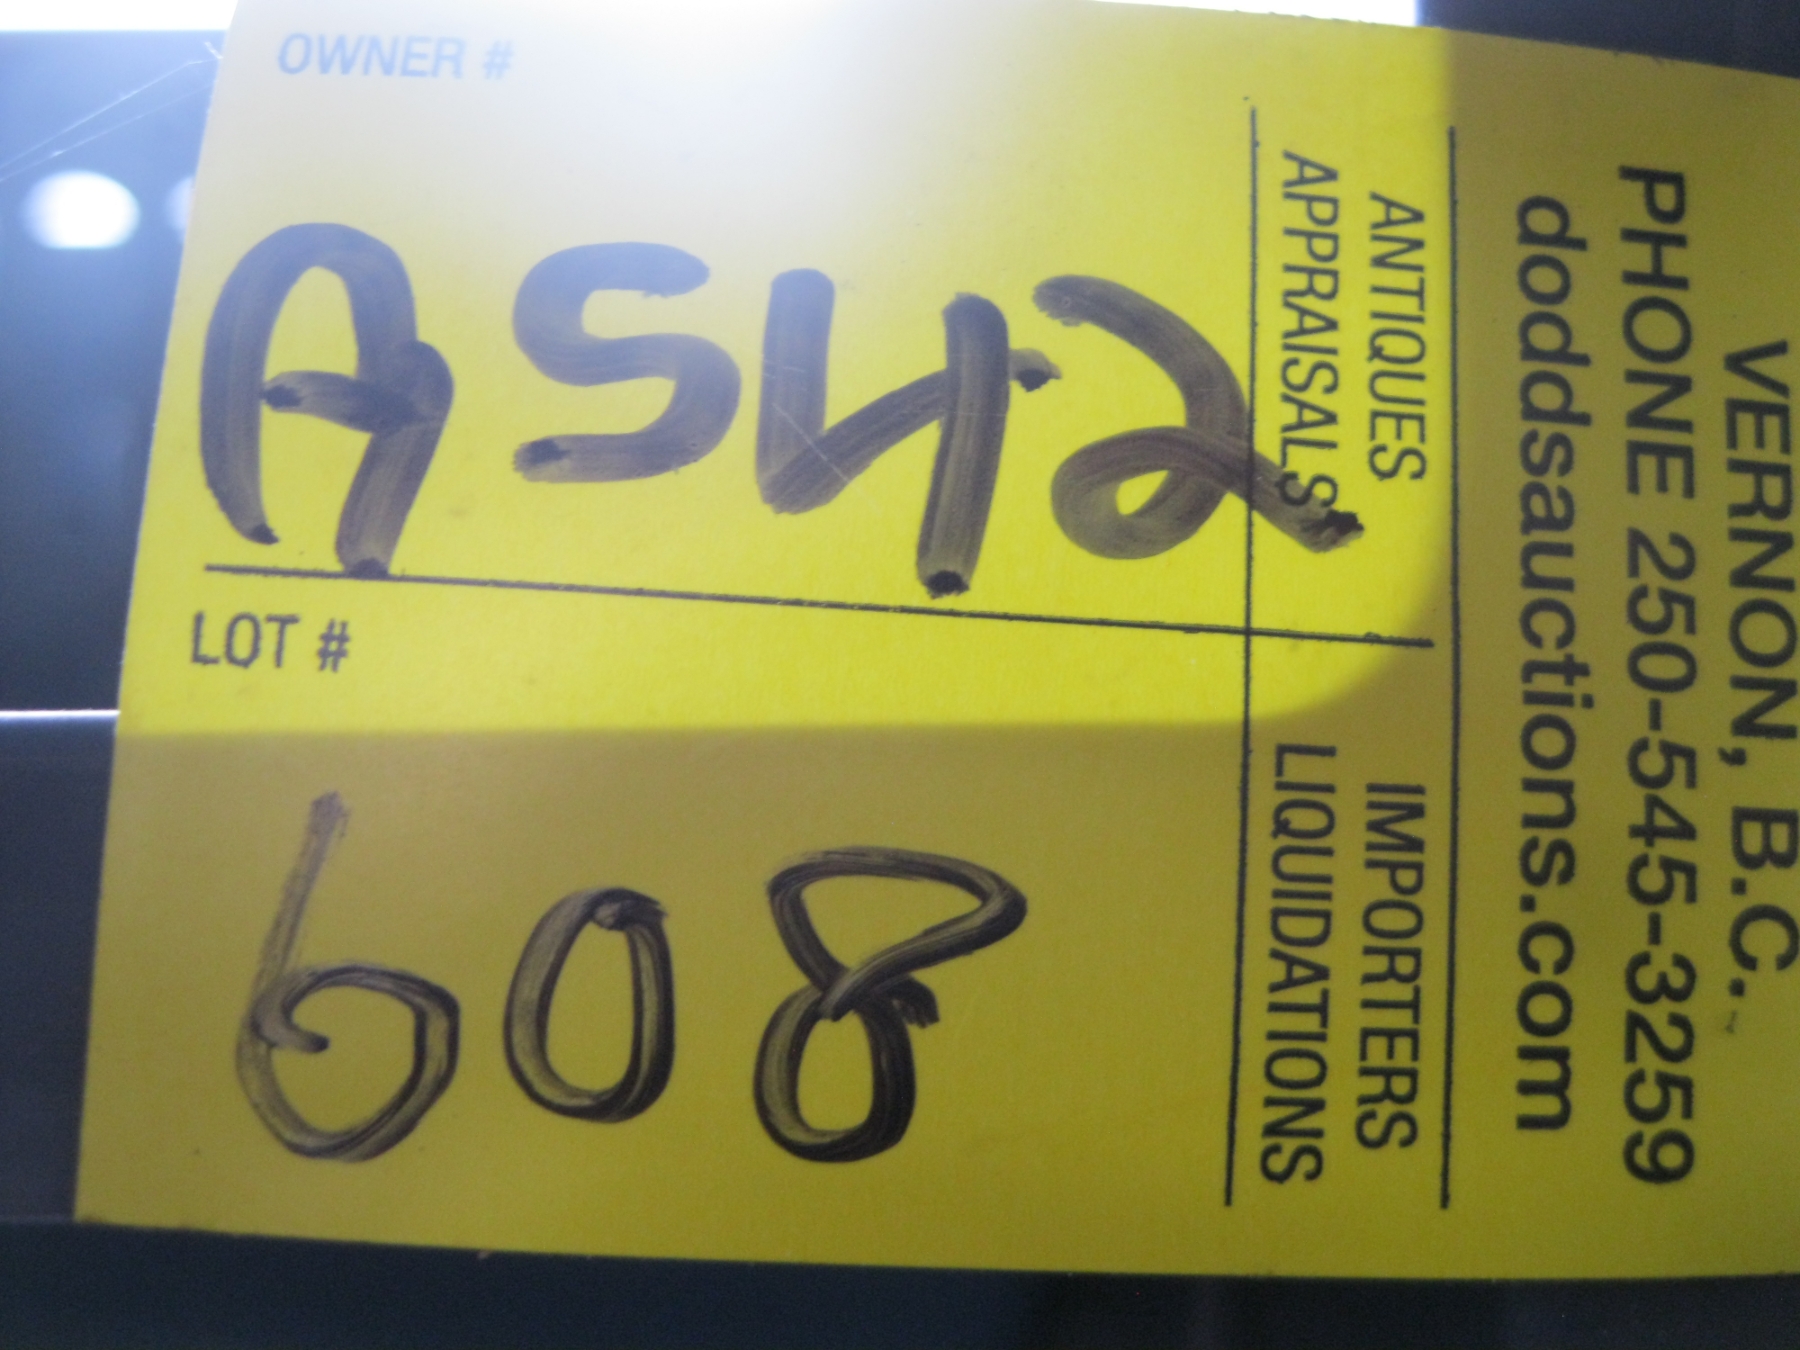 OWNER #
A542
LOT #
608
ANTIQUES
APPRAISALS
IMPORTERS
LIQUIDATIONS
VERNON, B.C.
PHONE 250-545-3259
doddsauctions.com